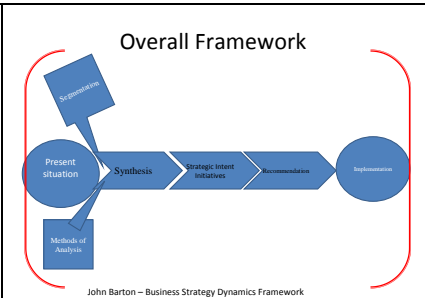 Overall Framework
Segmentation
Present
situation
Synthesis
Strategic Intent
Initiatives
Recommendation
Implementation
Methods of
Analysis
John Barton – Business Strategy Dynamics Framework